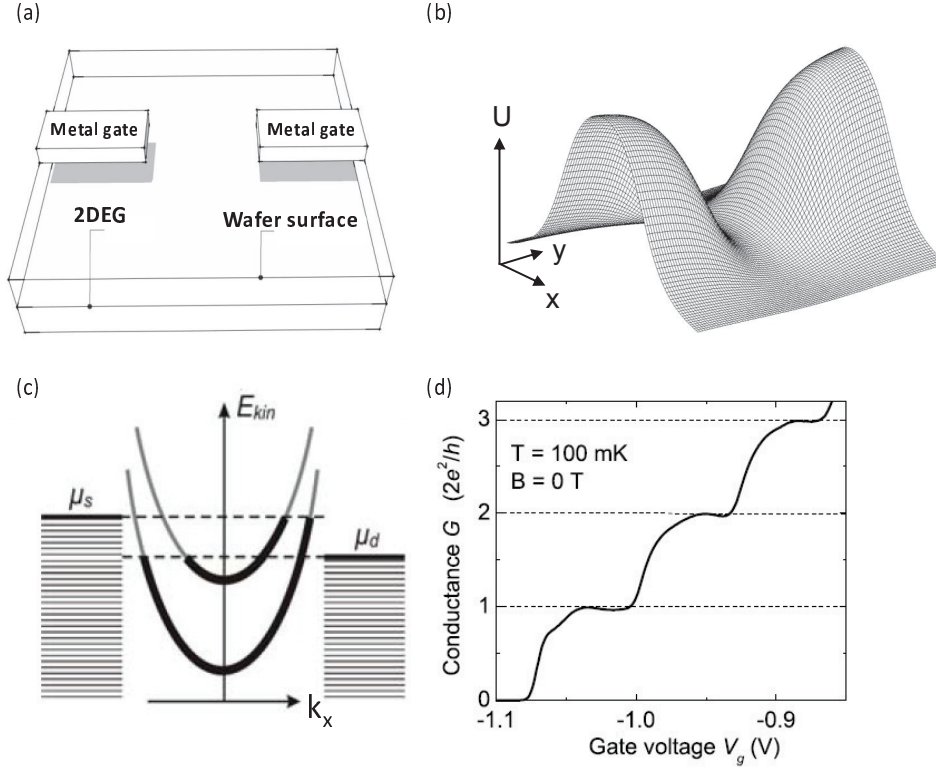 (a)
Metal gate
Metal gate
2DEG
Wafer surface
(b)
U
y
x
(c)
E_kin
μ_s
μ_d
k_x
(d)
3
2
1
0
Conductance G (2e²/h)
T = 100 mK
B = 0 T
-1.1
-1.0
-0.9
Gate voltage V_g (V)